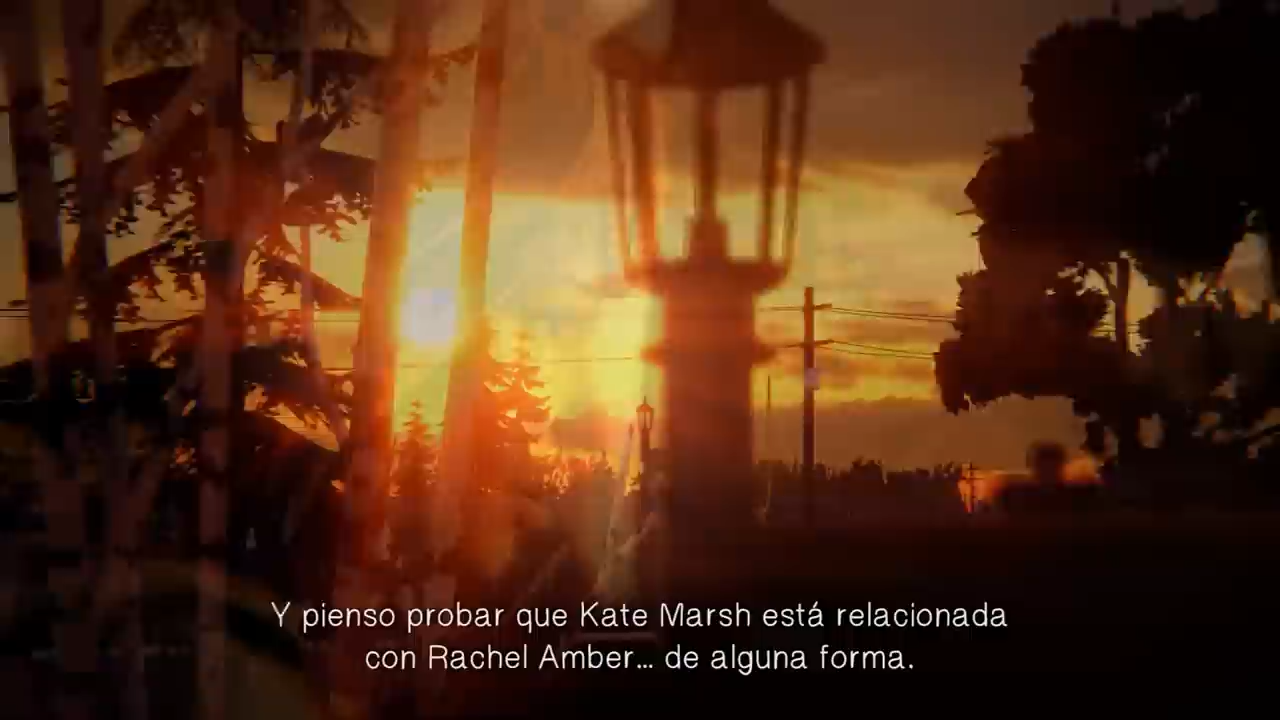 Y pienso probar que Kate Marsh está relacionada
con Rachel Amber... de alguna forma.